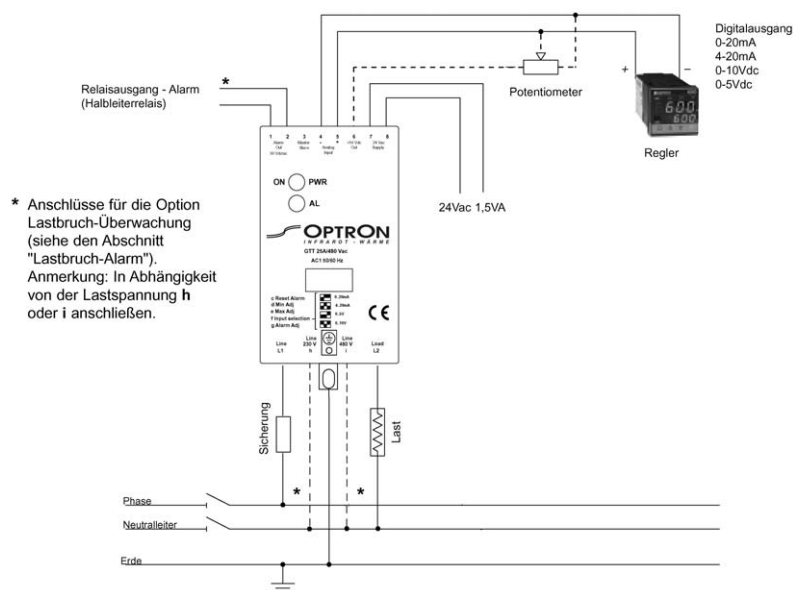 Digitalausgang
0-20mA
4-20mA
0-10Vdc
0-5Vdc
+ −
Potentiometer
Regler
* 
Relaisausgang - Alarm
(Halbleiterrelais)
1 2 3 4 5 6 7 8
− +
Analog
Input
Supply
24Vac 1,5VA
* Anschlüsse für die Option
Lastbruch-Überwachung
(siehe den Abschnitt
"Lastbruch-Alarm").
Anmerkung: In Abhängigkeit
von der Lastspannung h
oder i anschließen.
ON PWR
AL
OPTRON
INFRAROT - WÄRME
GTT 25A/480 Vac
AC1 50/60 Hz
c Reset Alarm
d Min Adj
e Max Adj
f Input selection
g Alarm Adj
0-20mA
4-20mA
0-5V
0-10V
CE
Line
L1
Line
230 V
h
Line
480 V
i
Load
L2
Sicherung
Last
* *
Phase
Neutralleiter
Erde